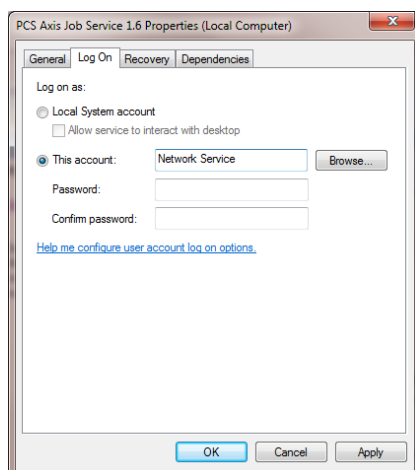 PCS Axis Job Service 1.6 Properties (Local Computer)
General Log On Recovery Dependencies
Log on as:
Local System account
Allow service to interact with desktop
This account: Network Service Browse...
Password:
Confirm password:
Help me configure user account log on options.
OK Cancel Apply